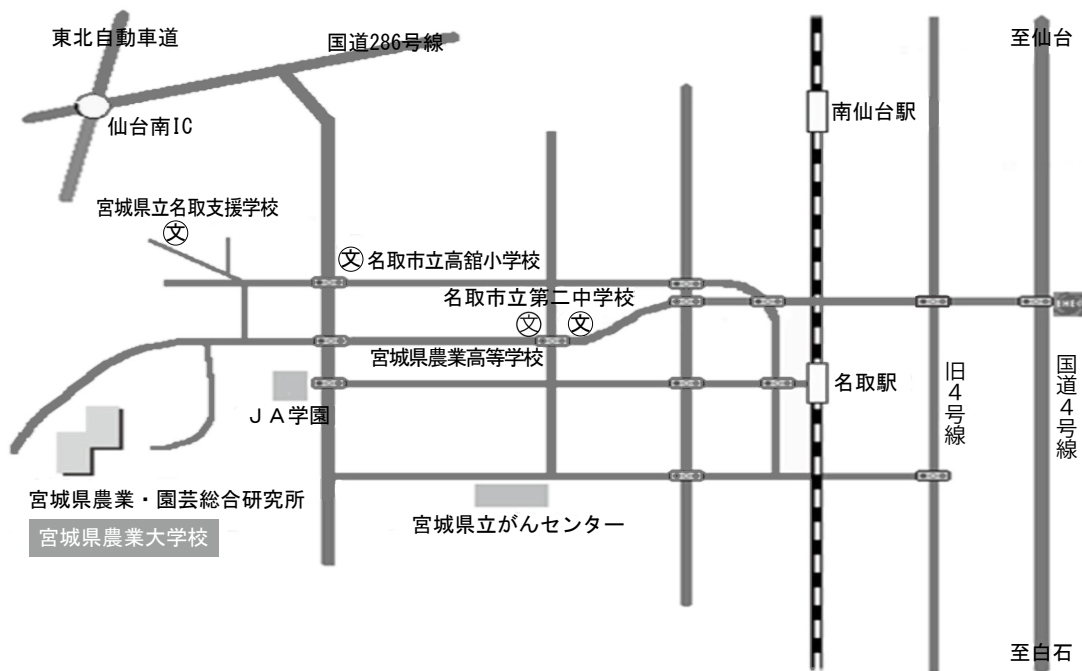 東北自動車道
国道286号線
至仙台
仙台南IC
南仙台駅
宮城県立名取支援学校
文
文
名取市立高舘小学校
名取市立第二中学校
文
文
宮城県農業高等学校
名取駅
旧4号線
国道4号線
JA学園
宮城県農業・園芸総合研究所
宮城県立がんセンター
宮城県農業大学校
至白石